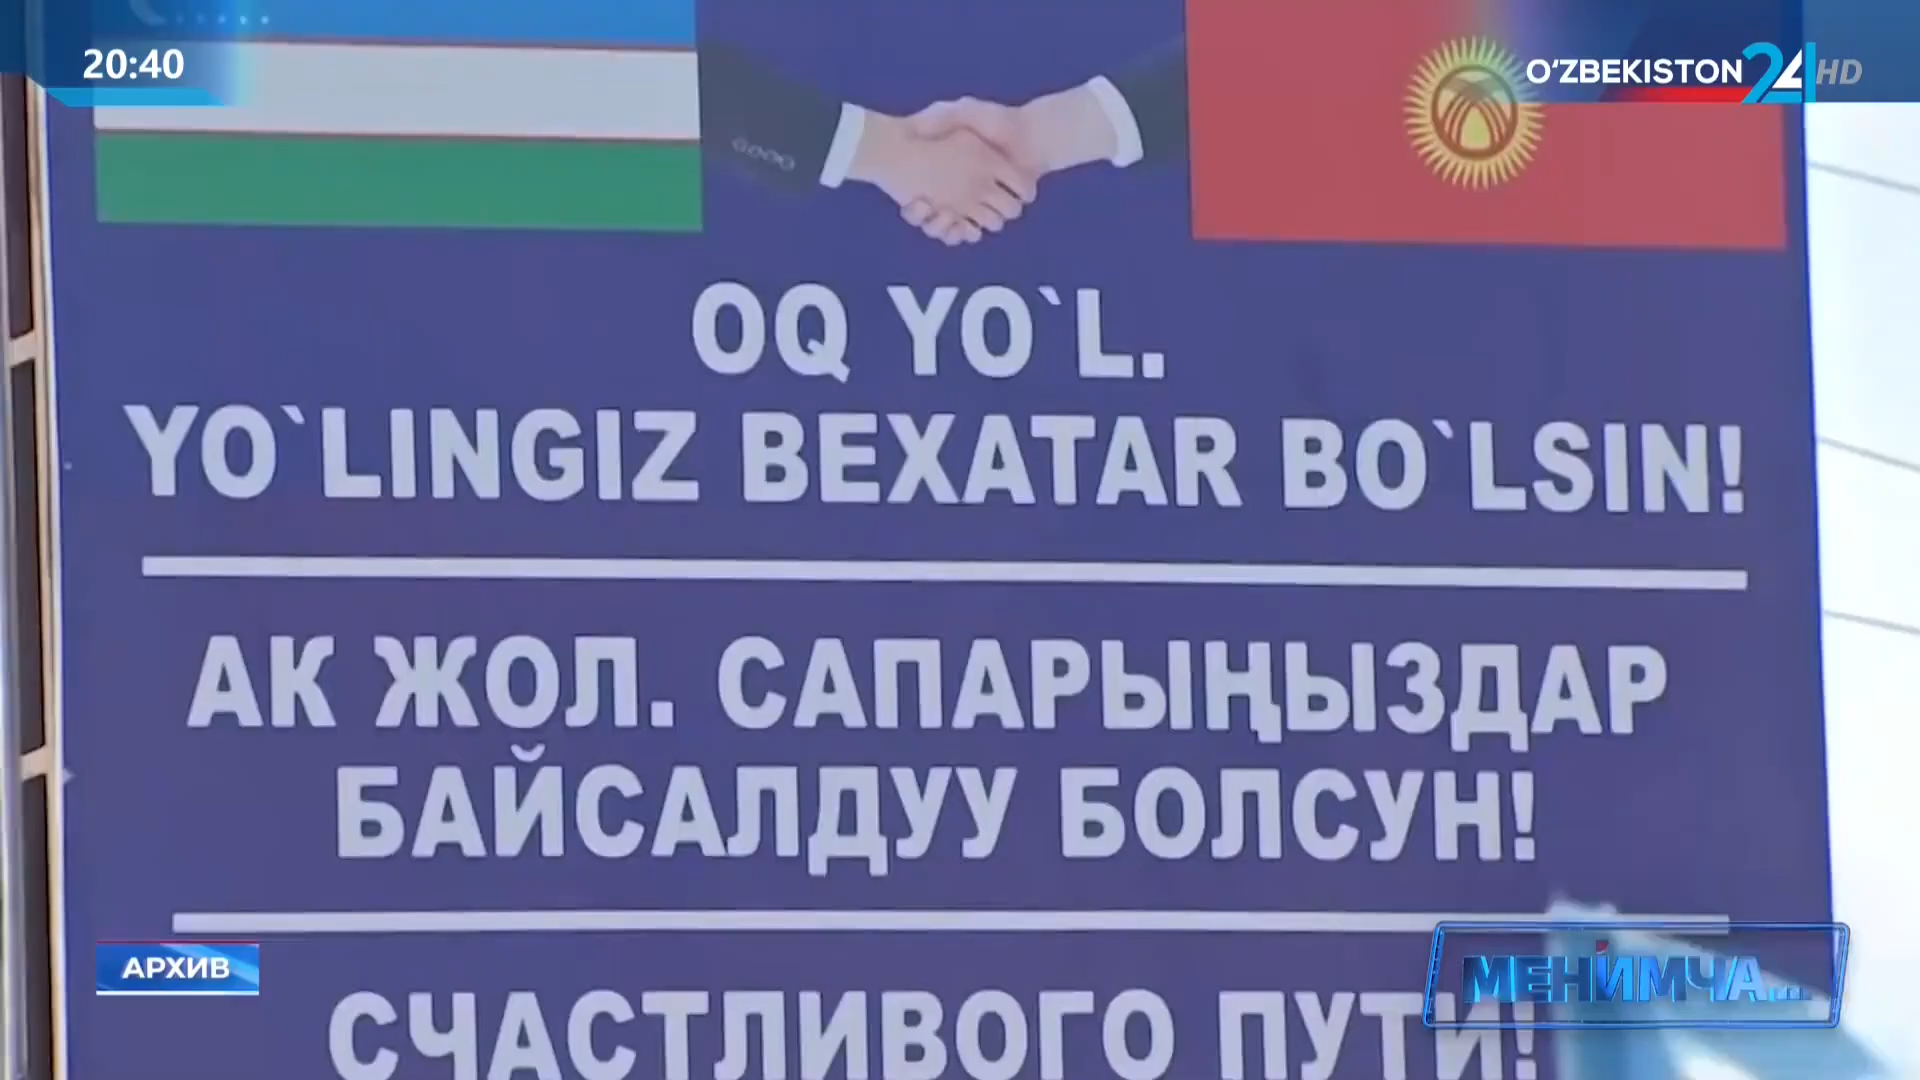 20:40
O‘ZBEKISTON 24 HD
OQ YO`L.
YO`LINGIZ BEXATAR BO`LSIN!
АК ЖОЛ. САПАРЫҢЫЗДАР
БАЙСАЛДУУ БОЛСУН!
АРХИВ
МЕНИМЧА...
СЧАСТЛИВОГО ПУТИ!